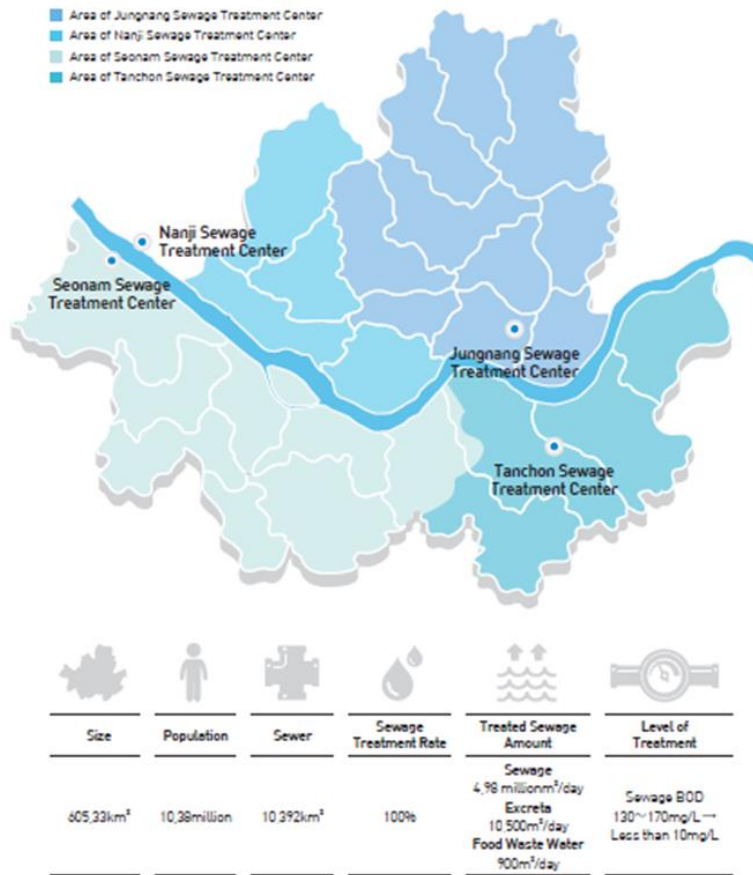 Area of Jungnang Sewage Treatment Center
Area of Nanji Sewage Treatment Center
Area of Seonam Sewage Treatment Center
Area of Tanchon Sewage Treatment Center
Nanji Sewage
Treatment Center
Seonam Sewage
Treatment Center
Jungnang Sewage
Treatment Center
Tanchon Sewage
Treatment Center
Size
Population
Sewer
Sewage
Treatment Rate
Treated Sewage
Amount
Level of
Treatment
605,33km²
10,38million
10,392km²
100%
Sewage
4,98 millionm²/day
Excreta
10,500m²/day
Food Waste Water
900m²/day
Sewage BOD
130~170mg/L →
Less than 10mg/L